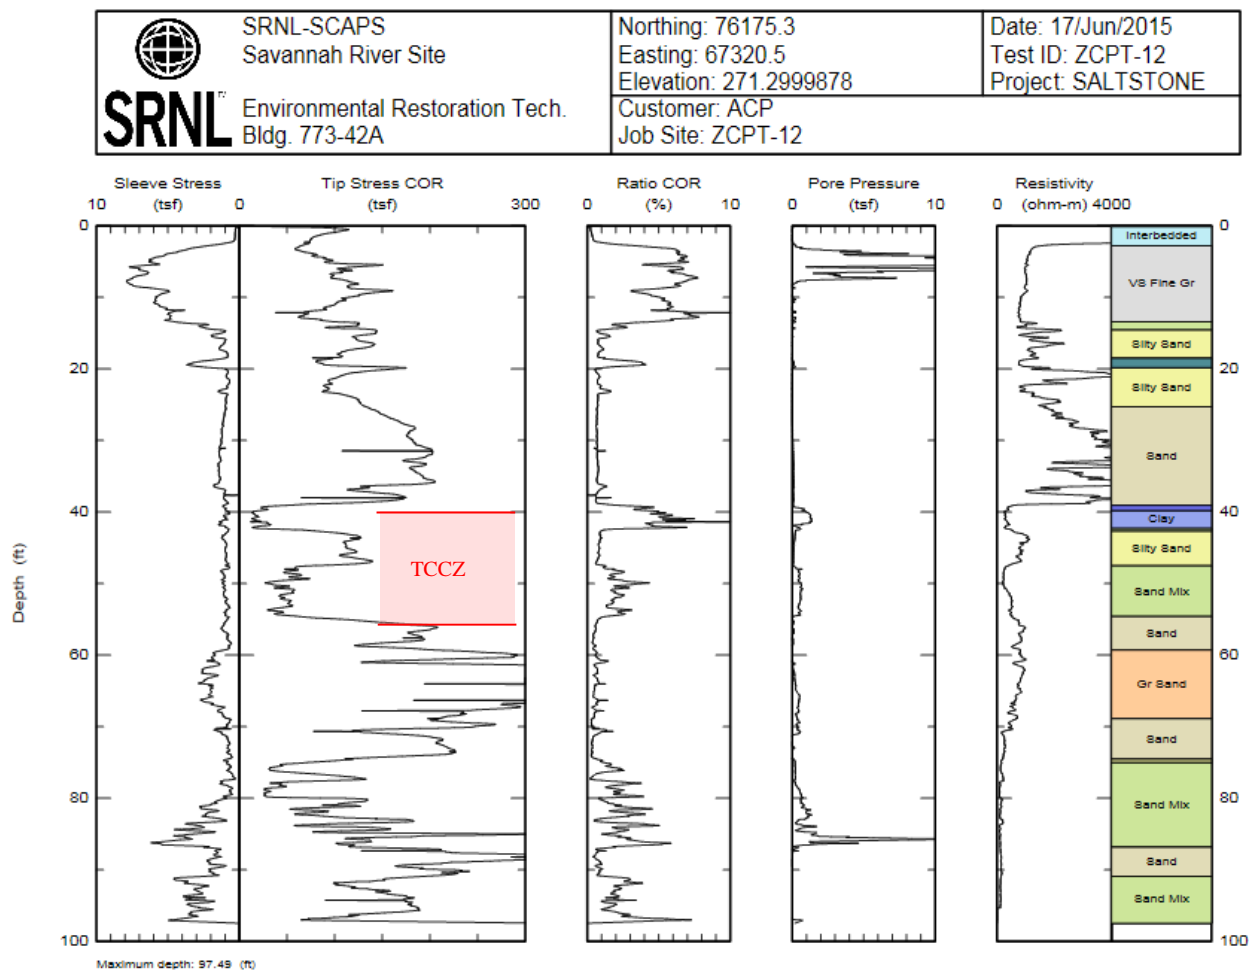 SRNL-SCAPS
Savannah River Site
Environmental Restoration Tech.
Bldg. 773-42A
SRNL
Northing: 76175.3
Easting: 67320.5
Elevation: 271.2999878
Customer: ACP
Job Site: ZCPT-12
Date: 17/Jun/2015
Test ID: ZCPT-12
Project: SALTSTONE
Sleeve Stress Tip Stress COR Ratio COR Pore Pressure Resistivity
10 (tsf) 0 (tsf) 300 0 (%) 10 0 (tsf) 10 0 (ohm-m) 4000
0 0
Interbedded
VS Fine Gr
Silty Sand
20 20
Silty Sand
Sand
40 40
Clay
Silty Sand
TCCZ
Sand Mix
Depth (ft)
Sand
60 60
Gr Sand
Sand
80 80
Sand Mix
Sand
Sand Mix
100 100
Maximum depth: 97.49 (ft)